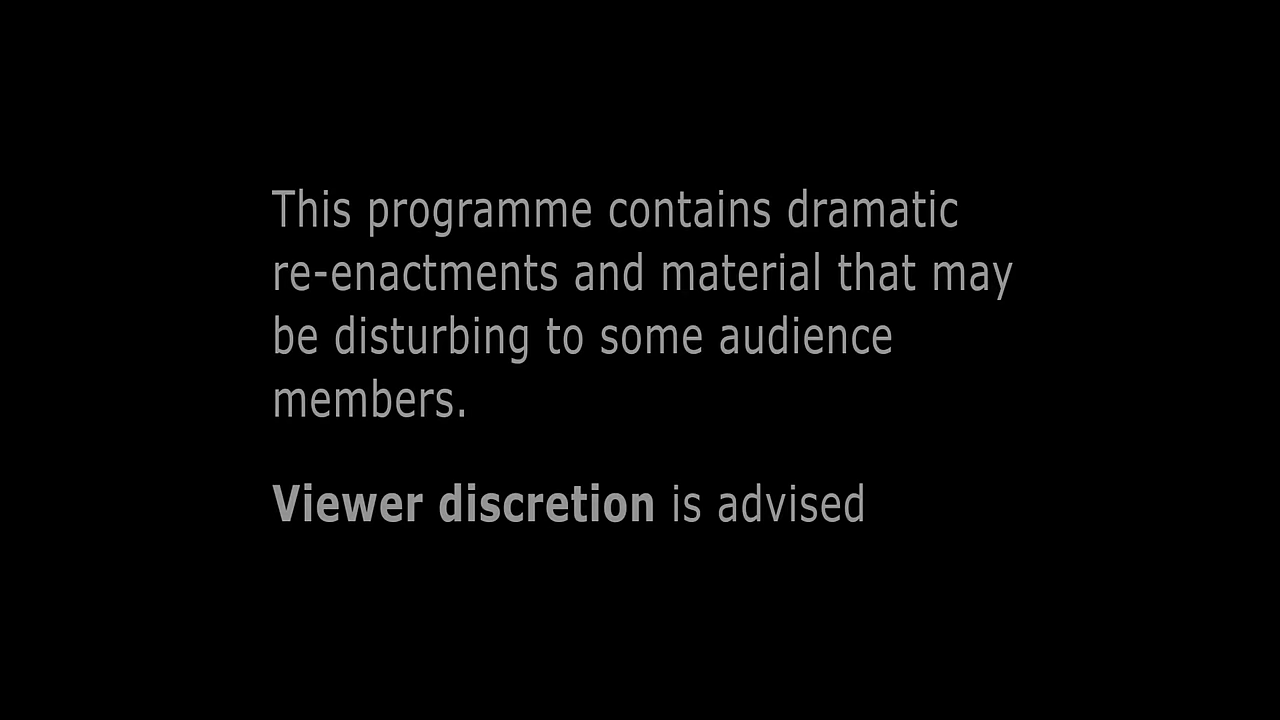 This programme contains dramatic
re-enactments and material that may
be disturbing to some audience
members.
Viewer discretion is advised